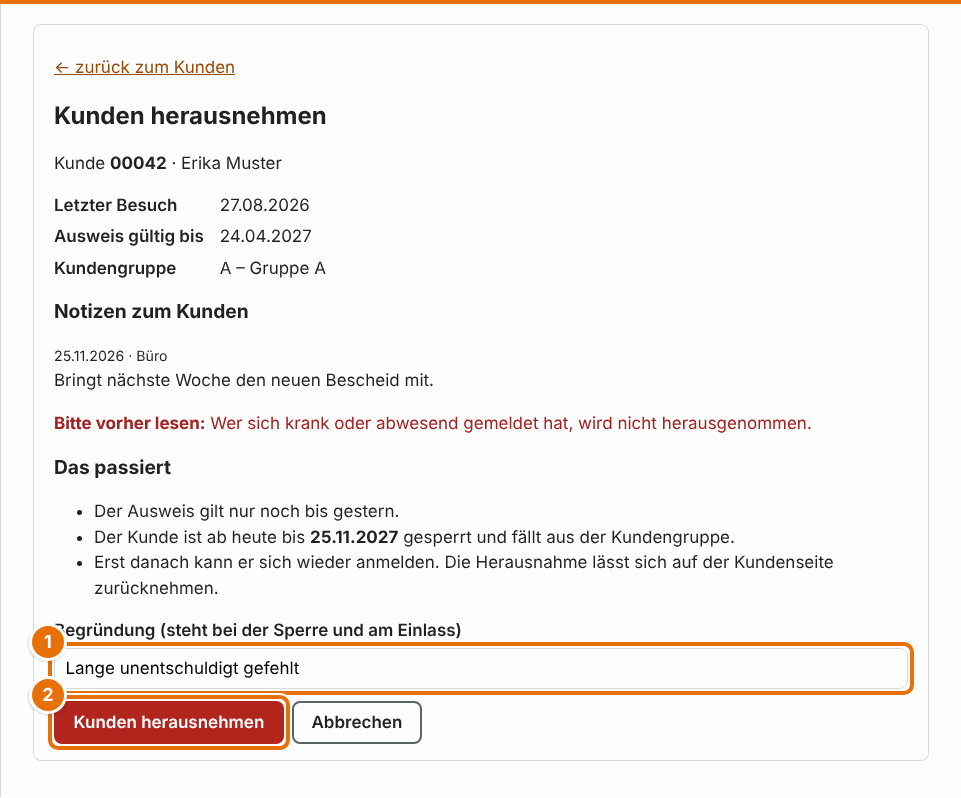 ← zurück zum Kunden
Kunden herausnehmen
Kunde 00042 · Erika Muster
Letzter Besuch 27.08.2026
Ausweis gültig bis 24.04.2027
Kundengruppe A – Gruppe A
Notizen zum Kunden
25.11.2026 · Büro
Bringt nächste Woche den neuen Bescheid mit.
Bitte vorher lesen: Wer sich krank oder abwesend gemeldet hat, wird nicht herausgenommen.
Das passiert
• Der Ausweis gilt nur noch bis gestern.
• Der Kunde ist ab heute bis 25.11.2027 gesperrt und fällt aus der Kundengruppe.
• Erst danach kann er sich wieder anmelden. Die Herausnahme lässt sich auf der Kundenseite
zurücknehmen.
Begründung (steht bei der Sperre und am Einlass)
1
Lange unentschuldigt gefehlt
2
Kunden herausnehmen Abbrechen